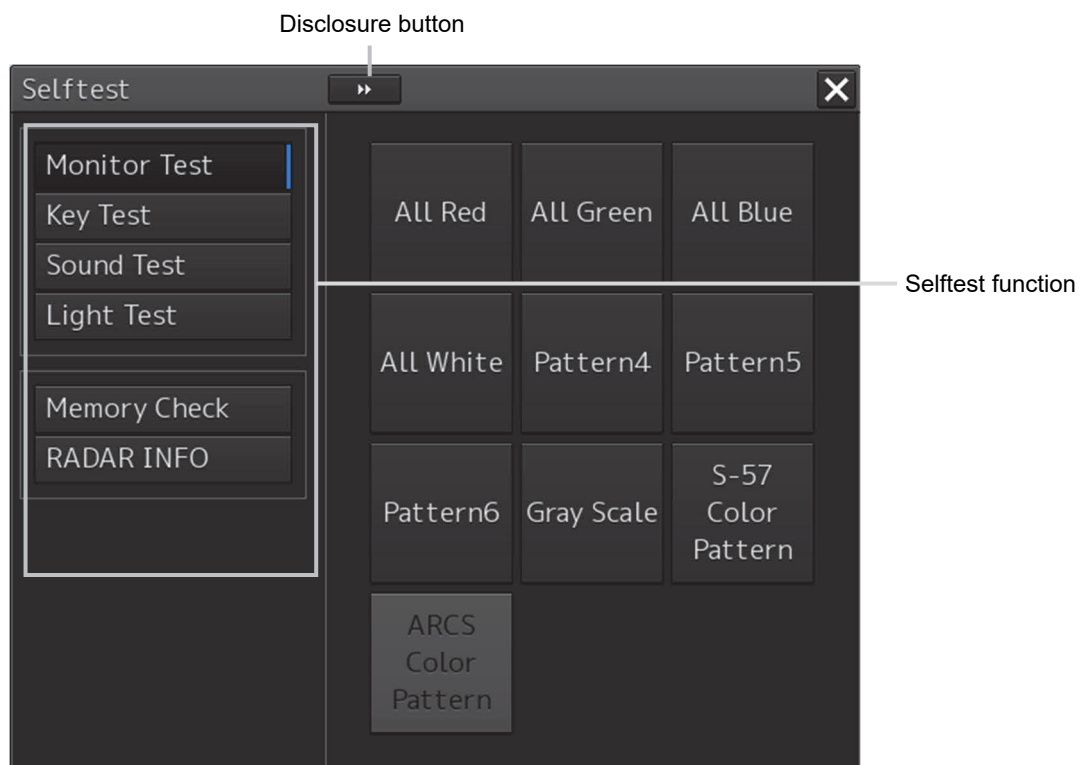 Disclosure button
Selftest
Monitor Test
Key Test
Sound Test
Light Test
Memory Check
RADAR INFO
All Red
All Green
All Blue
Selftest function
All White
Pattern4
Pattern5
Pattern6
Gray Scale
S-57
Color
Pattern
ARCS
Color
Pattern